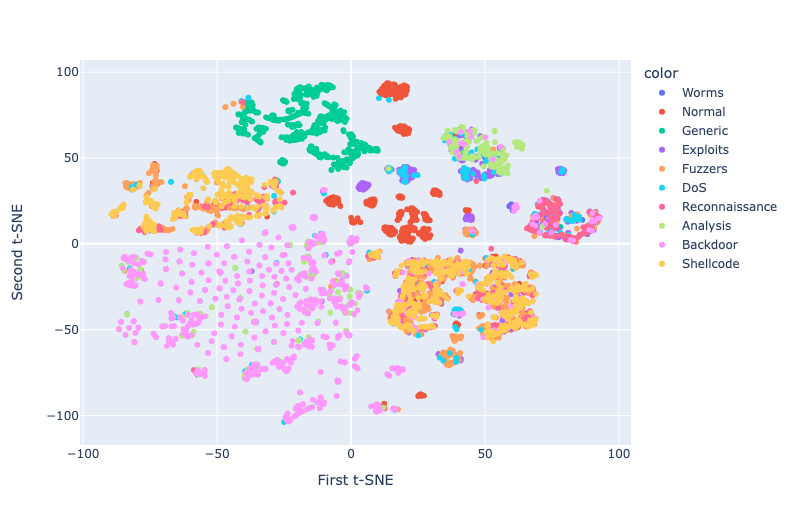 color
Worms
Normal
Generic
Exploits
Fuzzers
DoS
Reconnaissance
Analysis
Backdoor
Shellcode
Second t-SNE
100
50
0
−50
−100
−100
−50
0
50
100
First t-SNE